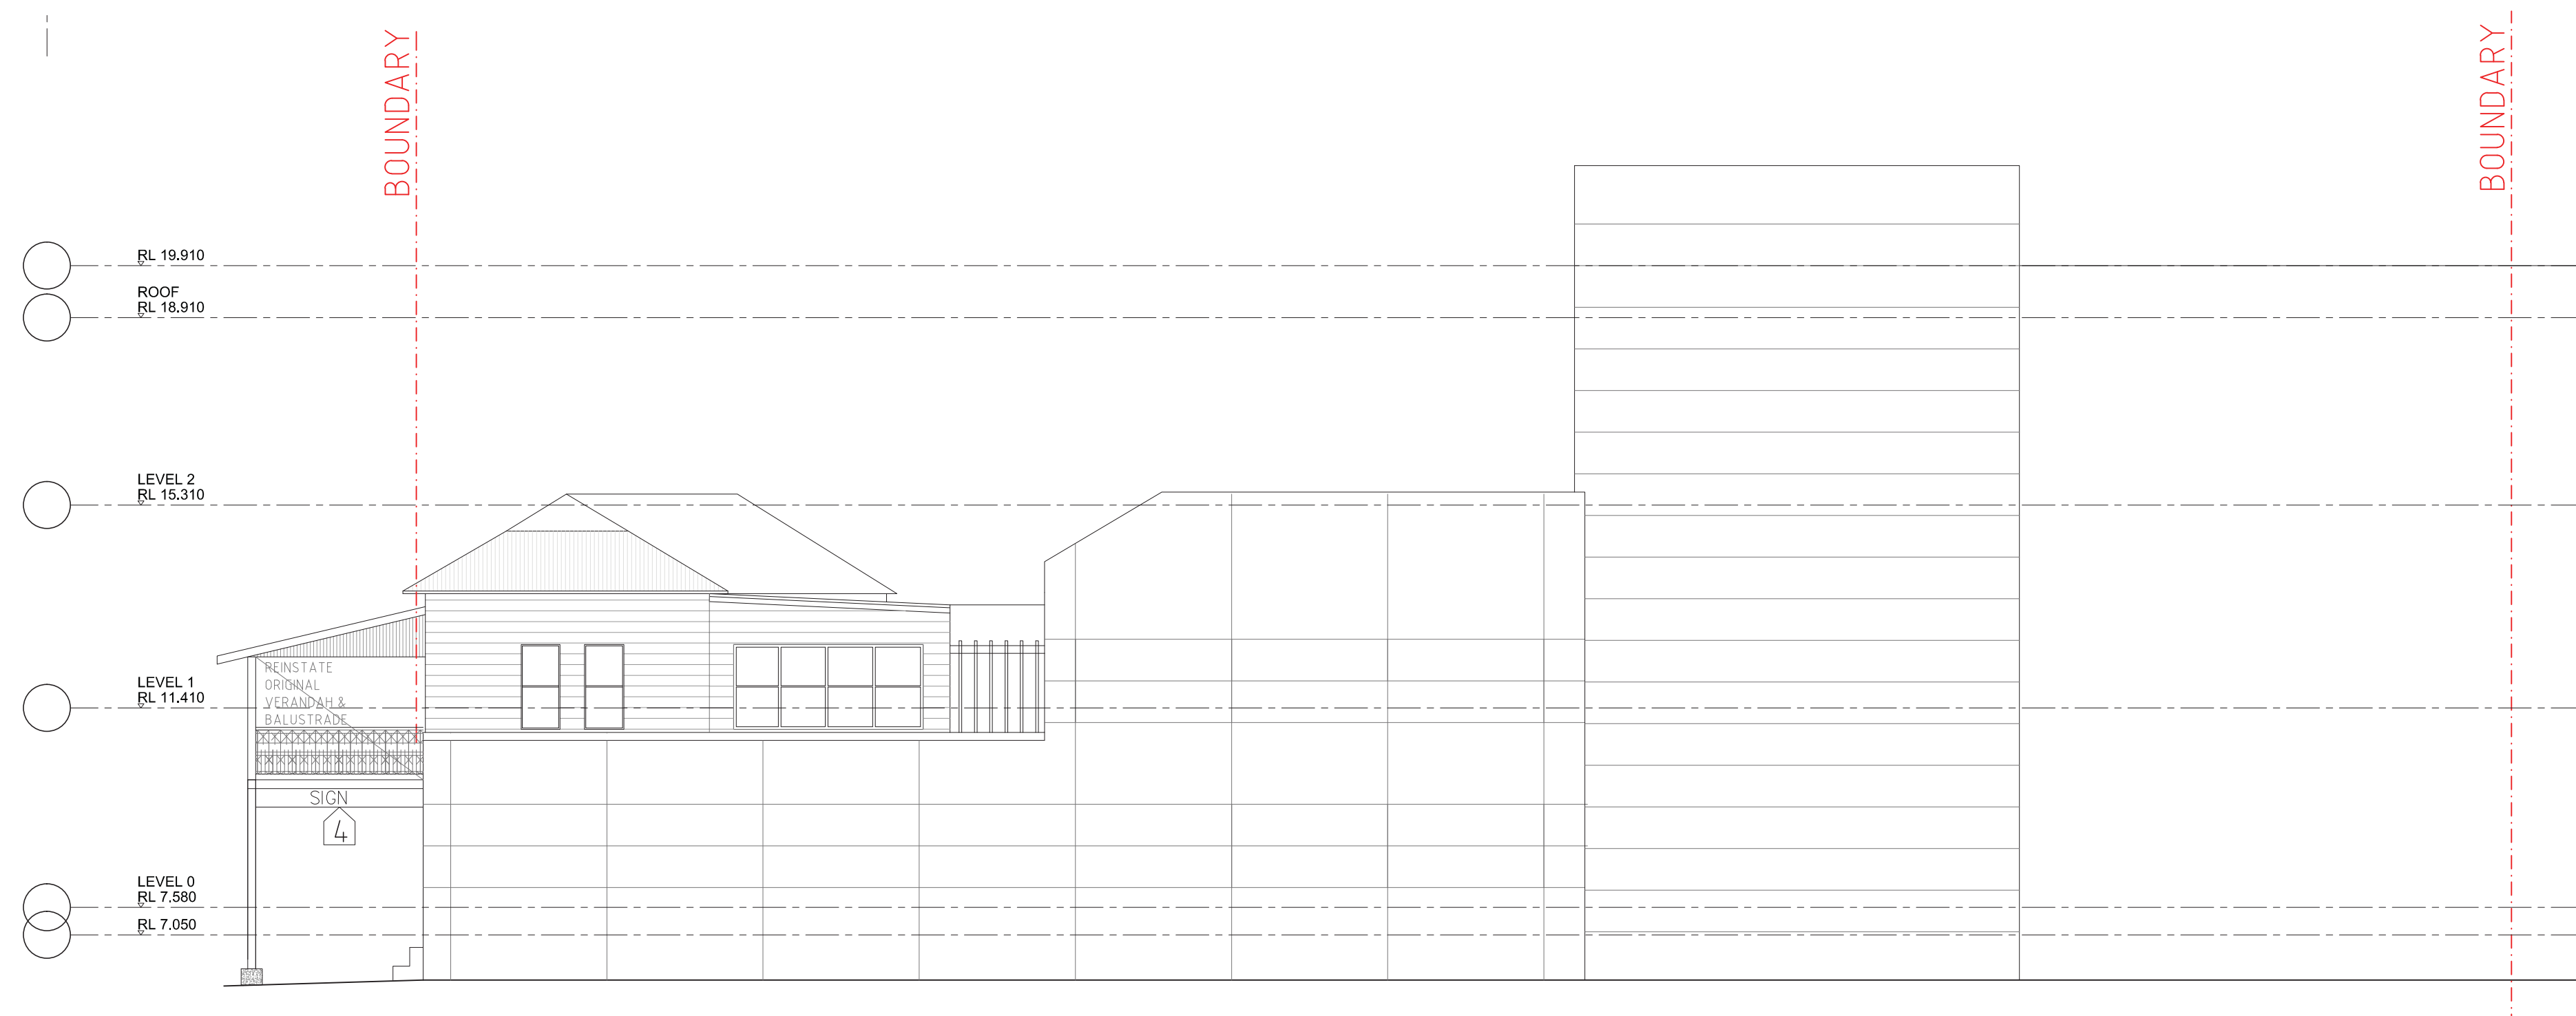 BOUNDARY
BOUNDARY
RL 19.910
ROOF
RL 18.910
LEVEL 2
RL 15.310
LEVEL 1
RL 11.410
REINSTATE
ORIGINAL
VERANDAH &
BALUSTRADE
SIGN
4
LEVEL 0
RL 7.580
RL 7.050